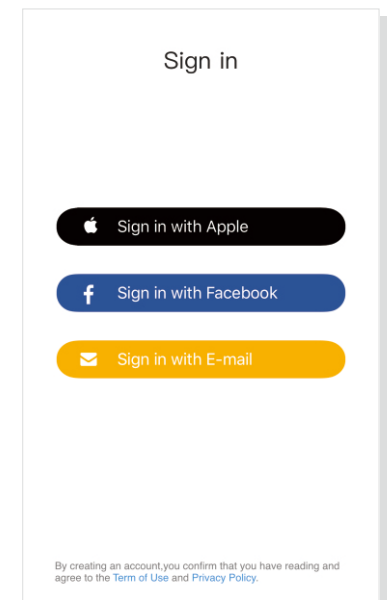 Sign in
Sign in with Apple
Sign in with Facebook
Sign in with E-mail
By creating an account,you confirm that you have reading and
agree to the Term of Use and Privacy Policy.